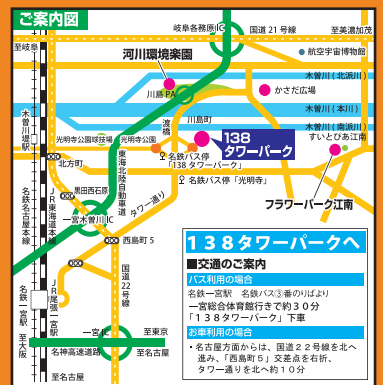 ご案内図
岐阜各務原IC
国道21号線
至美濃加茂
至岐阜
河川環境楽園
航空宇宙博物館
木曽川(北派川)
川島PA
かさだ広場
木曽川(本川)
川島町
渡橋
木曽川(南派川)
すいとぴあ江南
木曽川堤駅
光明寺公園球技場
光明寺公園
138
タワーパーク
名鉄バス停
「138タワーパーク」
北方町
名鉄バス停「光明寺」
東海北陸自動車道
黒田西石原
タワー通り
フラワーパーク江南
名鉄名古屋本線
JR東海道本線
一宮木曽川IC
西島町5
国道22号線
名鉄一宮駅
JR尾張一宮駅
一宮IC
至東京
至大阪
名神高速道路
至名古屋
至名古屋
138タワーパークへ
■交通のご案内
バス利用の場合
名鉄一宮駅 名鉄バス③番のりばより
一宮総合体育館行きで約30分
「138タワーパーク」下車
お車利用の場合
・名古屋方面からは、国道22号線を北へ
進み、「西島町5」交差点を右折、
タワー通りを北へ約10分